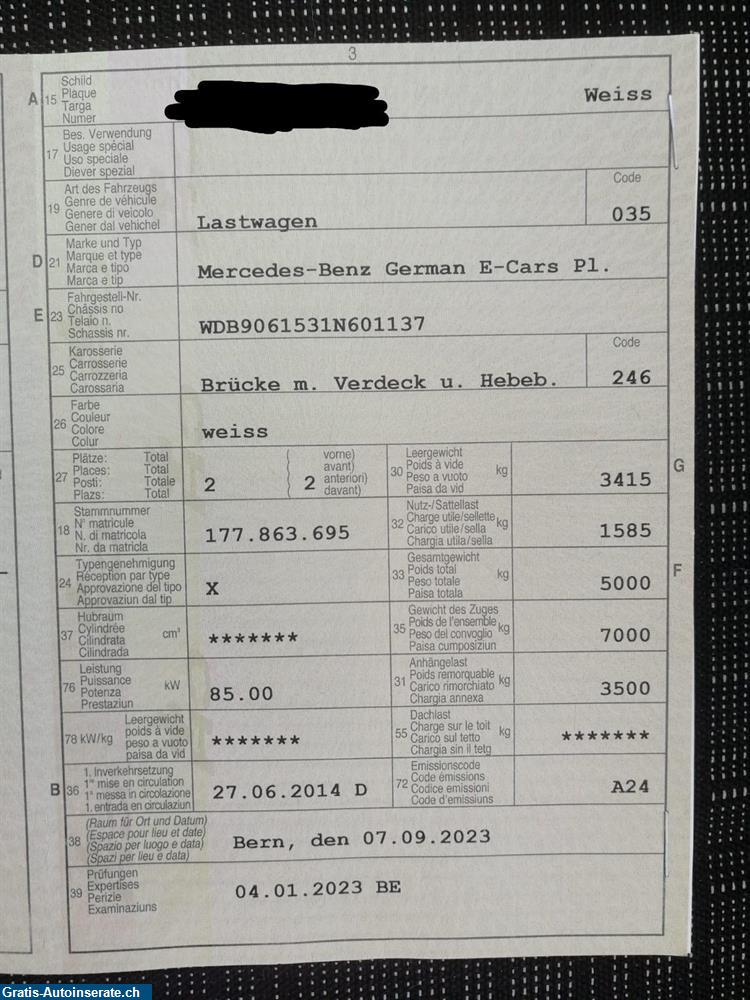 3
A
15
Schild
Plaque
Targa
Numer
Weiss
17
Bes. Verwendung
Usage spécial
Uso speciale
Diever spezial
19
Art des Fahrzeugs
Genre de véhicule
Genere di veicolo
Gener dal vehichel
Lastwagen
Code
035
D
21
Marke und Typ
Marque et type
Marca e tipo
Marca e tip
Mercedes-Benz German E-Cars Pl.
E
23
Fahrgestell-Nr.
Châssis no
Telaio n.
Schassis nr.
WDB9061531N601137
25
Karosserie
Carrosserie
Carrozzeria
Carossaria
Brücke m. Verdeck u. Hebeb.
Code
246
26
Farbe
Couleur
Colore
Colur
weiss
27
Plätze: Total
Places: Total
Posti: Totale
Plazs: Total
2
( vorne)
( avant)
( anteriori)
( davant)
2
30
Leergewicht
Poids à vide
Peso a vuoto
Paisa da vid
kg
3415
G
18
Stammnummer
N° matricule
N. di matricola
Nr. da matricla
177.863.695
32
Nutz-/Sattellast
Charge utile/sellette
Carico utile/sella
Chargia utila/sella
kg
1585
24
Typengenehmigung
Réception par type
Approvazione del tipo
Approvaziun dal tip
X
33
Gesamtgewicht
Poids total
Peso totale
Paisa totala
kg
5000
F
37
Hubraum
Cylindrée
Cilindrata
Cilindrada
cm³
*******
35
Gewicht des Zuges
Poids de l'ensemble
Peso del convoglio
Paisa cumposiziun
kg
7000
76
Leistung
Puissance
Potenza
Prestaziun
kW
85.00
31
Anhängelast
Poids remorquable
Carico rimorchiato
Chargia annexa
kg
3500
78 kW/kg
Leergewicht
poids à vide
peso a vuoto
paisa da vid
*******
55
Dachlast
Charge sur le toit
Carico sul tetto
Chargia sin il tetg
kg
*******
B
36
1. Inverkehrsetzung
1re mise en circulation
1a messa in circolazione
1. entrada en circulaziun
27.06.2014 D
72
Emissionscode
Code émissions
Codice emissioni
Code d'emissiuns
A24
38
(Raum für Ort und Datum)
(Espace pour lieu et date)
(Spazio per luogo e data)
(Spazi per lieu e data)
Bern, den 07.09.2023
39
Prüfungen
Expertises
Perizie
Examinaziuns
04.01.2023 BE
Gratis-Autoinserate.ch